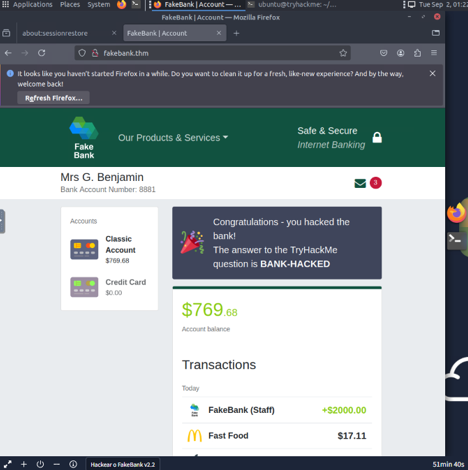 Applications Places System FakeBank | Account — ... ubuntu@tryhackme: ~/... Tue Sep 2, 01:22
FakeBank | Account — Mozilla Firefox
about:sessionrestore FakeBank | Account
fakebank.thm
It looks like you haven't started Firefox in a while. Do you want to clean it up for a fresh, like-new experience? And by the way,
welcome back!
Refresh Firefox...
Fake
Bank
Our Products & Services
Safe & Secure
Internet Banking
Mrs G. Benjamin
Bank Account Number: 8881
3
Accounts
Classic
Account
$769.68
Credit Card
$0.00
Congratulations - you hacked the
bank!
The answer to the TryHackMe
question is BANK-HACKED
$769.68
Account balance
Transactions
Today
Fake
Bank
FakeBank (Staff) +$2000.00
Fast Food $17.11
Hackear o FakeBank v2.2
51min 40s